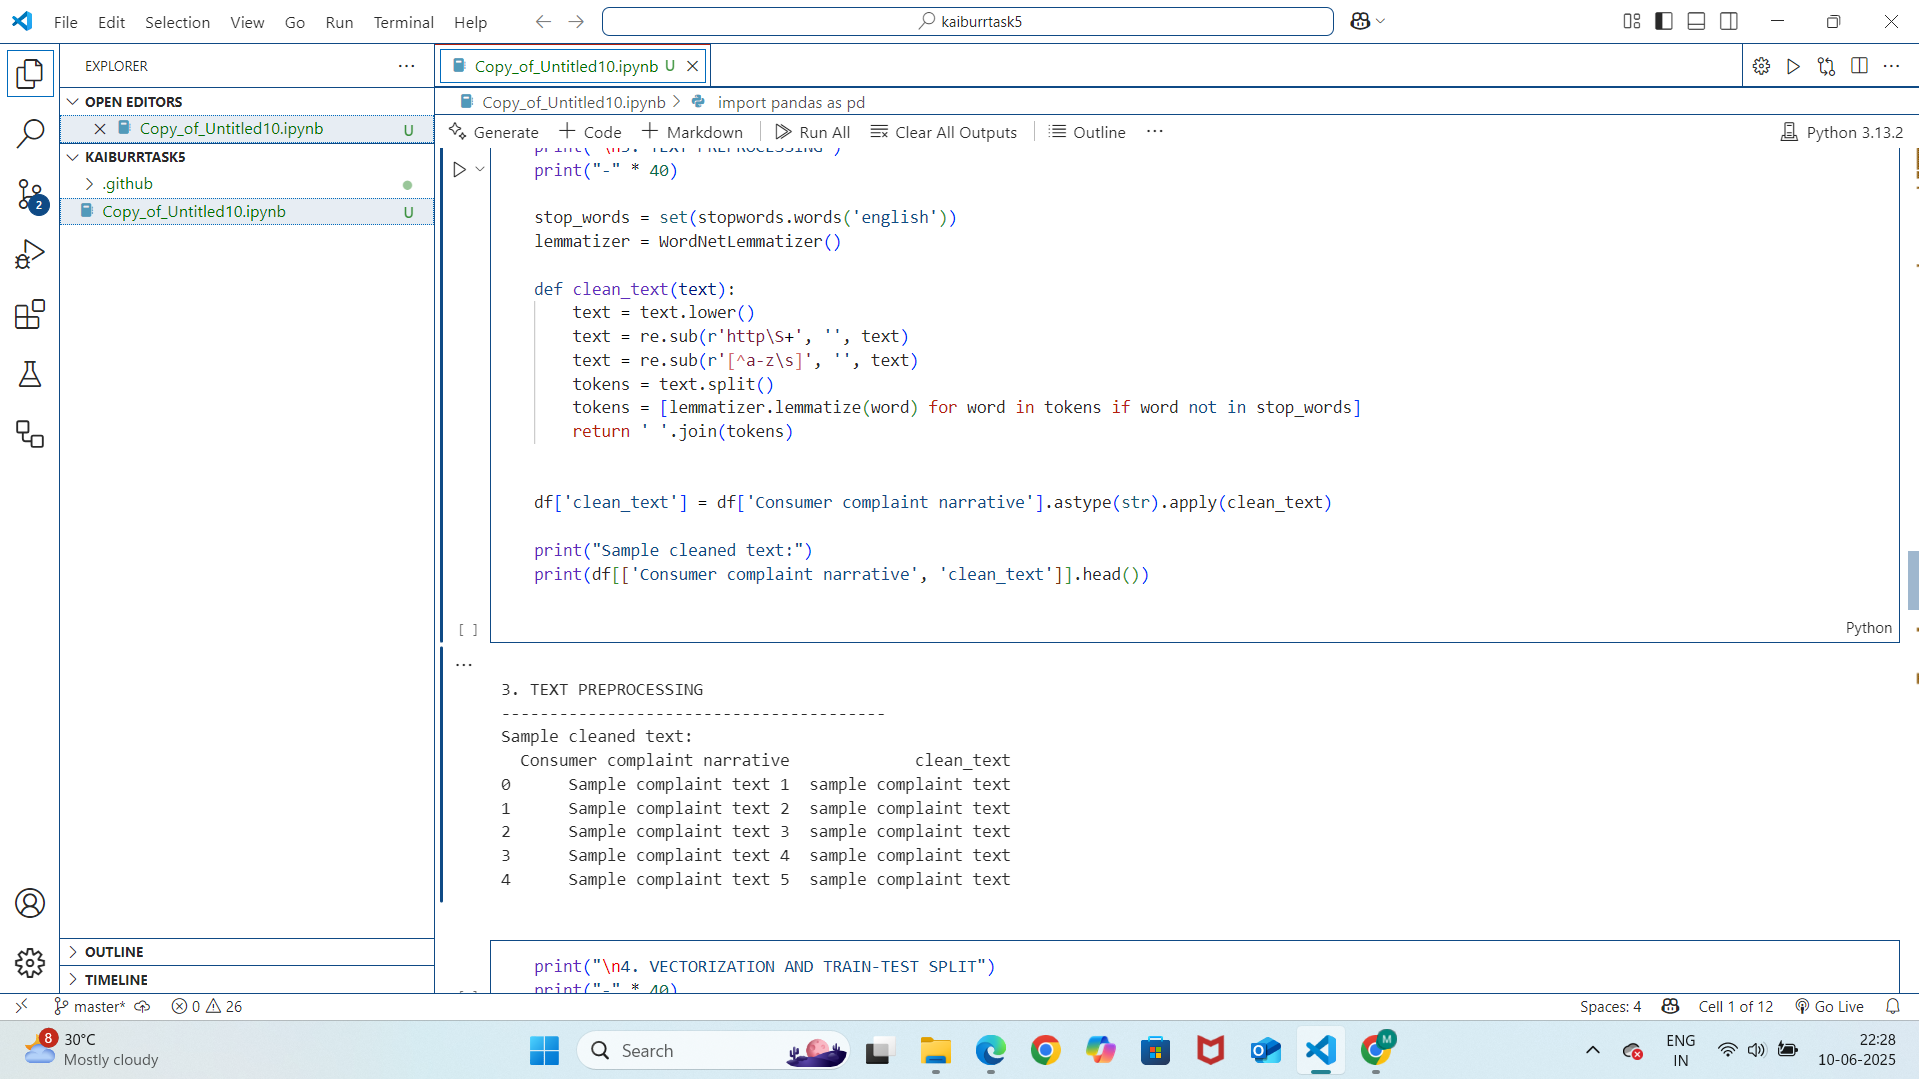 File Edit Selection View Go Run Terminal Help
kaiburrtask5
EXPLORER
OPEN EDITORS
Copy_of_Untitled10.ipynb U
KAIBURRTASK5
.github
Copy_of_Untitled10.ipynb U
OUTLINE
TIMELINE
2
Copy_of_Untitled10.ipynb U
Copy_of_Untitled10.ipynb > import pandas as pd
Generate + Code + Markdown Run All Clear All Outputs Outline ...
Python 3.13.2
print("\n3. TEXT PREPROCESSING")
print("-" * 40)
stop_words = set(stopwords.words('english'))
lemmatizer = WordNetLemmatizer()
def clean_text(text):
    text = text.lower()
    text = re.sub(r'http\S+', '', text)
    text = re.sub(r'[^a-z\s]', '', text)
    tokens = text.split()
    tokens = [lemmatizer.lemmatize(word) for word in tokens if word not in stop_words]
    return ' '.join(tokens)
df['clean_text'] = df['Consumer complaint narrative'].astype(str).apply(clean_text)
print("Sample cleaned text:")
print(df[['Consumer complaint narrative', 'clean_text']].head())
[ ]
Python
...
3. TEXT PREPROCESSING
----------------------------------------
Sample cleaned text:
  Consumer complaint narrative             clean_text
0      Sample complaint text 1  sample complaint text
1      Sample complaint text 2  sample complaint text
2      Sample complaint text 3  sample complaint text
3      Sample complaint text 4  sample complaint text
4      Sample complaint text 5  sample complaint text
print("\n4. VECTORIZATION AND TRAIN-TEST SPLIT")
print("-" * 40)
master* 0 26
Spaces: 4 Cell 1 of 12 Go Live
8
30°C
Mostly cloudy
Search
M
ENG
IN
22:28
10-06-2025